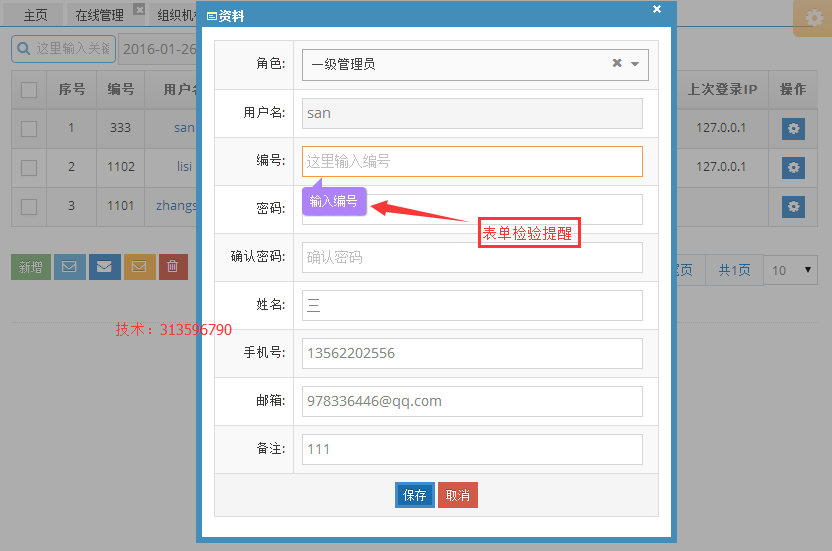 主页 在线管理 组织机
资料
这里输入关键 2016-01-26
序号 编号 用户名 上次登录IP 操作
1 333 san 127.0.0.1
2 1102 lisi 127.0.0.1
3 1101 zhangs
新增
页 共1页 10
角色: 一级管理员
用户名: san
编号: 这里输入编号
输入编号
密码:
表单检验提醒
确认密码: 确认密码
姓名: 三
技术：313596790
手机号: 13562202556
邮箱: 978336446@qq.com
备注: 111
保存 取消